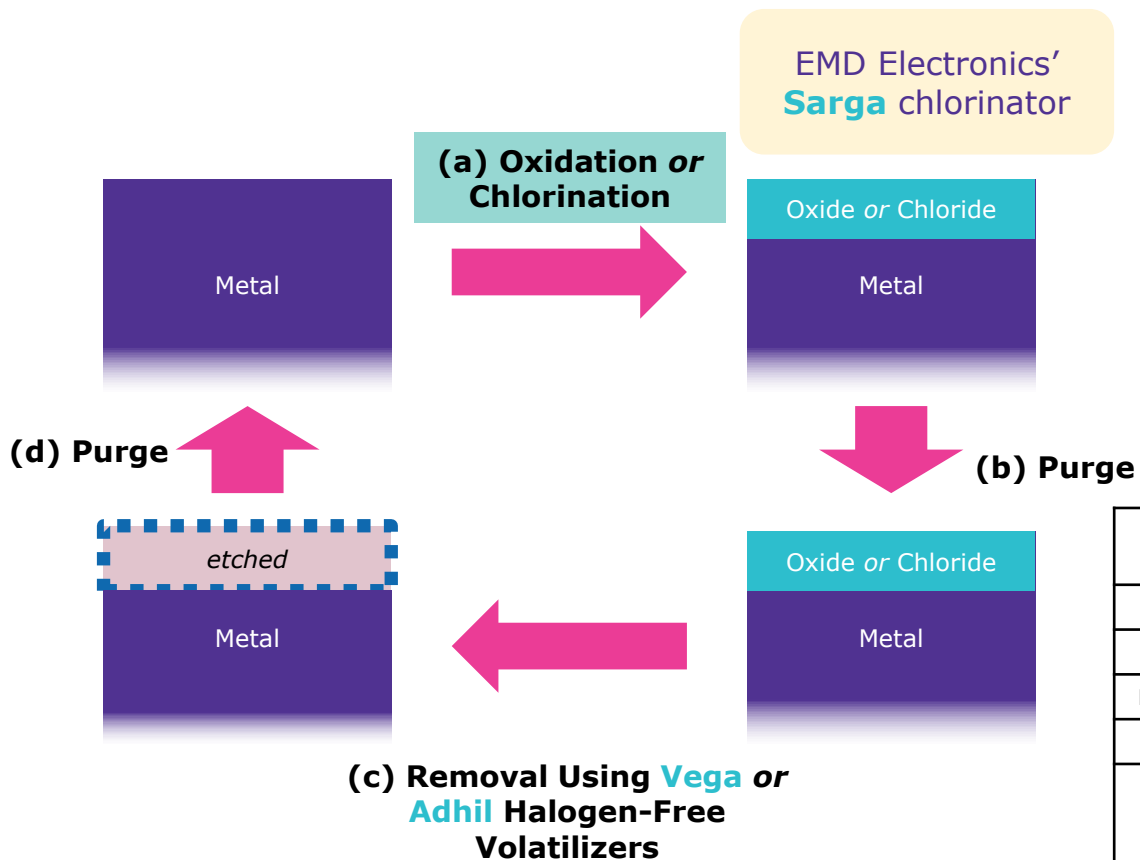 EMD Electronics’
Sarga chlorinator
(a) Oxidation or
Chlorination
Metal
Oxide or Chloride
Metal
(d) Purge
(b) Purge
etched
Metal
Oxide or Chloride
Metal
(c) Removal Using Vega or
Adhil Halogen-Free
Volatilizers